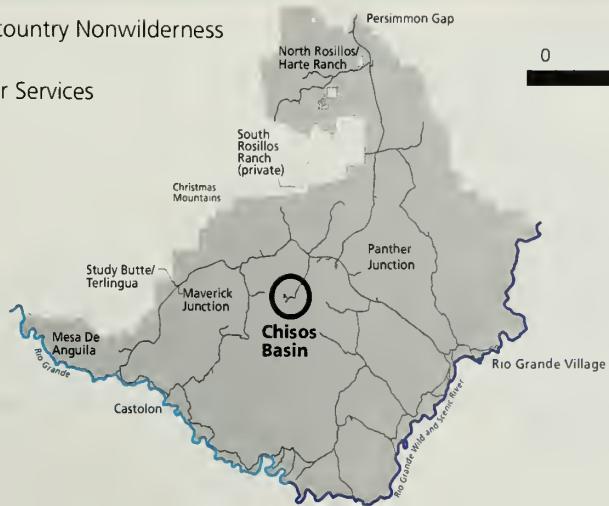 country Nonwilderness
r Services
0
Persimmon Gap
North Rosillos/
Harte Ranch
South
Rosillos
Ranch
(private)
Christmas
Mountains
Panther
Junction
Study Butte/
Terlingua
Maverick
Junction
Chisos
Basin
Mesa De
Anguila
Rio Grande
Rio Grande Village
Castolon
Rio Grande Wild and Scenic River